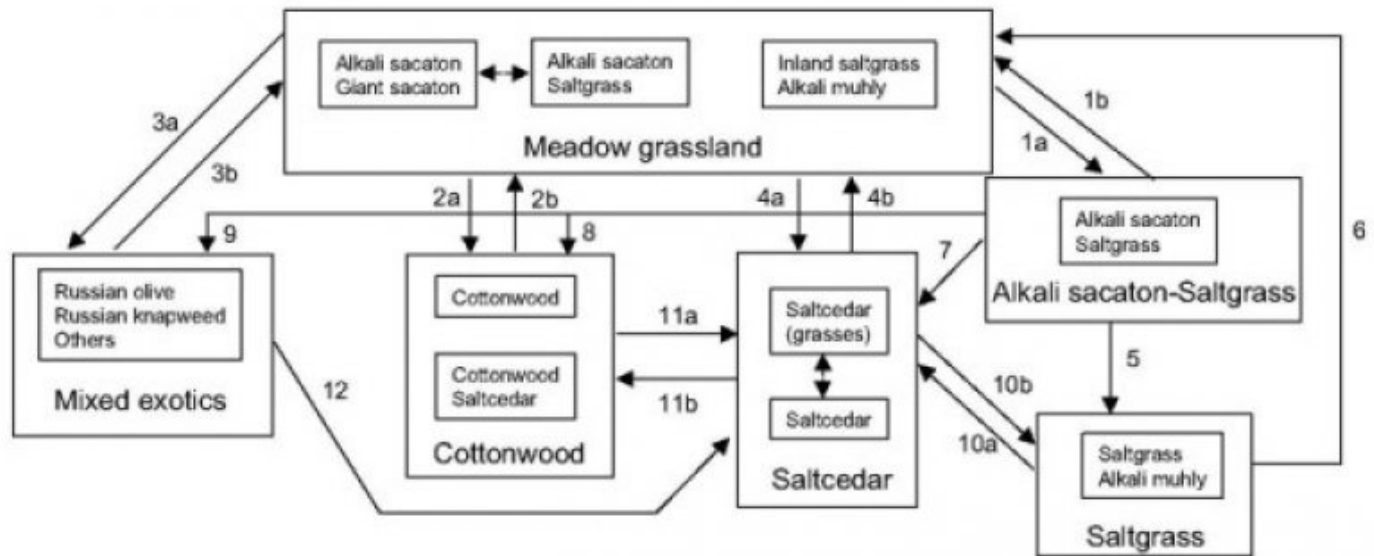 Alkali sacaton
Giant sacaton
Alkali sacaton
Saltgrass
Inland saltgrass
Alkali muhly
Meadow grassland
3a
3b
1b
1a
2a
2b
4a
4b
6
9
8
7
Alkali sacaton
Saltgrass
Alkali sacaton-Saltgrass
Russian olive
Russian knapweed
Others
Mixed exotics
Cottonwood
Cottonwood
Saltcedar
Cottonwood
11a
11b
Saltcedar
(grasses)
Saltcedar
Saltcedar
5
10b
10a
12
Saltgrass
Alkali muhly
Saltgrass